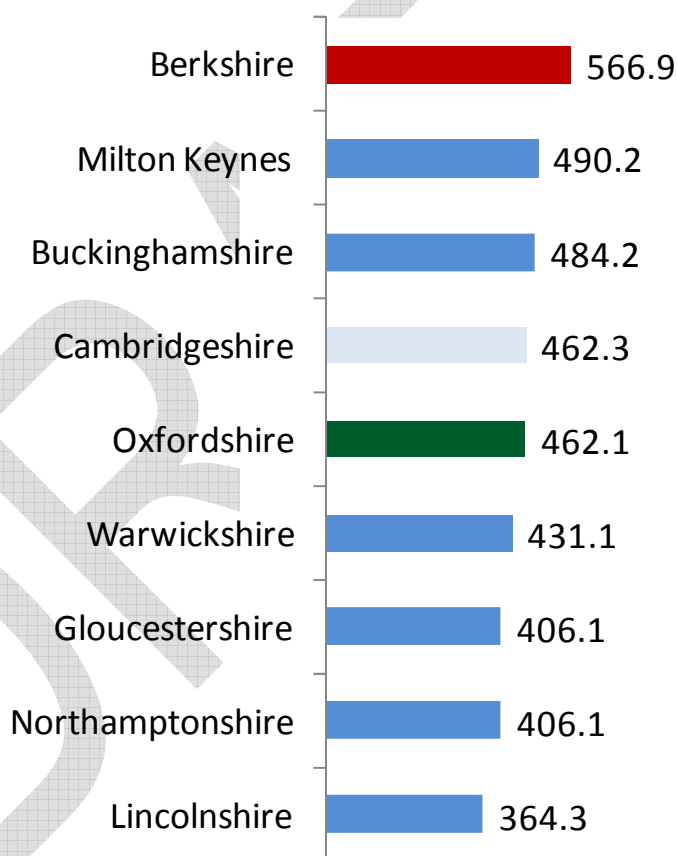 Berkshire 566.9
Milton Keynes 490.2
Buckinghamshire 484.2
Cambridgeshire 462.3
Oxfordshire 462.1
Warwickshire 431.1
Gloucestershire 406.1
Northamptonshire 406.1
Lincolnshire 364.3